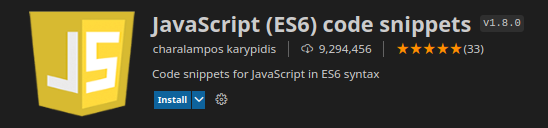 JS
JavaScript (ES6) code snippets v1.8.0
charalampos karypidis 9,294,456 (33)
Code snippets for JavaScript in ES6 syntax
Install